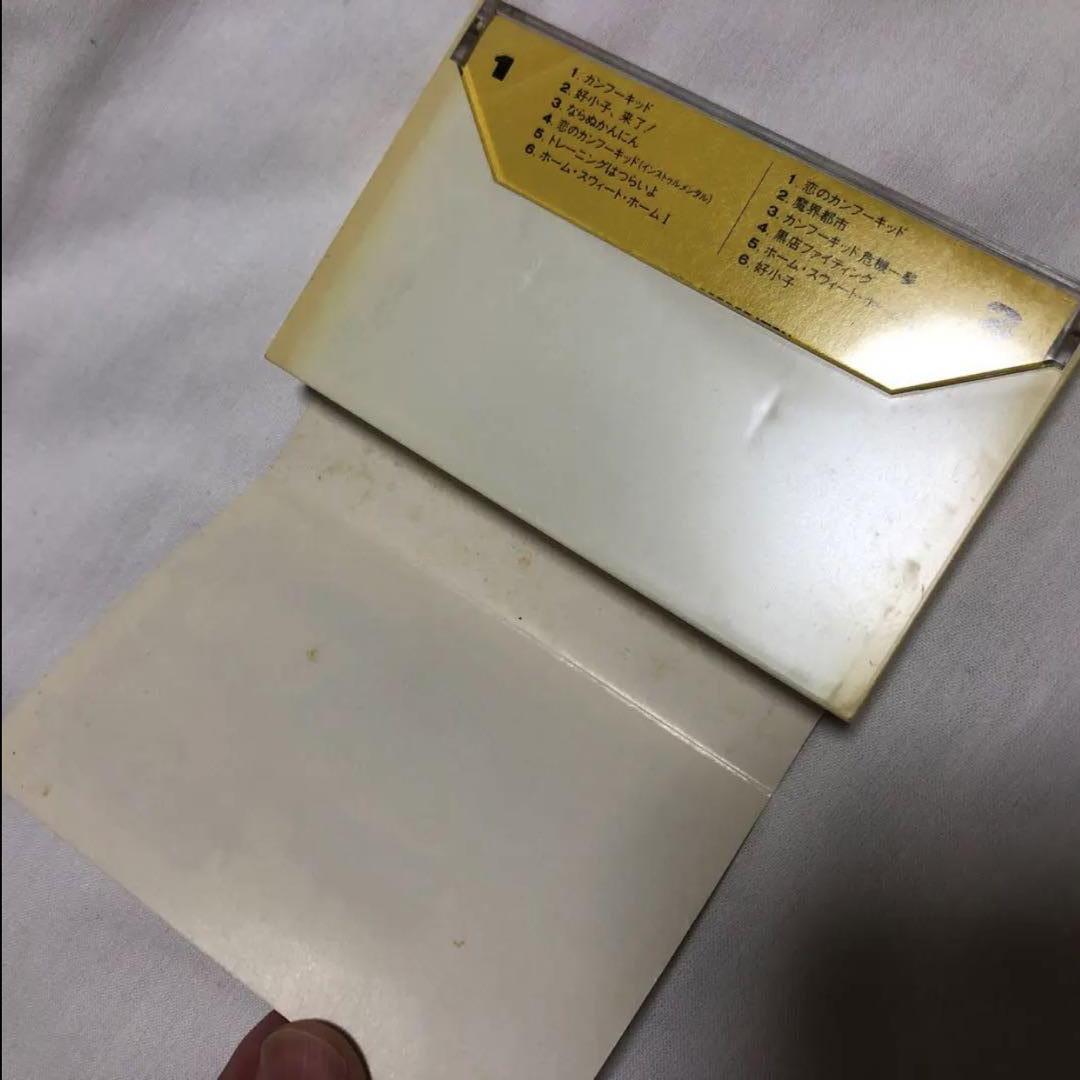 1
1. カンフーキッド
2. 好小子、来了!
3. ならぬかんにん
4. 恋のカンフーキッド(インストゥルメンタル)
5. トレーニングはつらいよ
6. ホーム・スウィート・ホームⅠ
1. 恋のカンフーキッド
2. 魔界都市
3. カンフーキッド危機一髪
4. 黒店ファイティング
5. ホーム・スウィート・ホー
6. 好小子
2